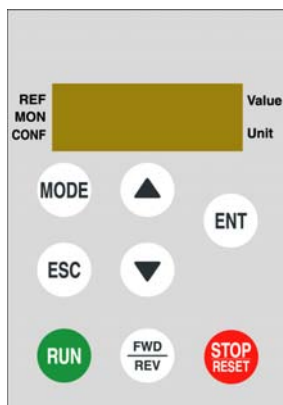 REF
MON
CONF
Value
Unit
MODE
ENT
ESC
RUN
FWD
REV
STOP
RESET